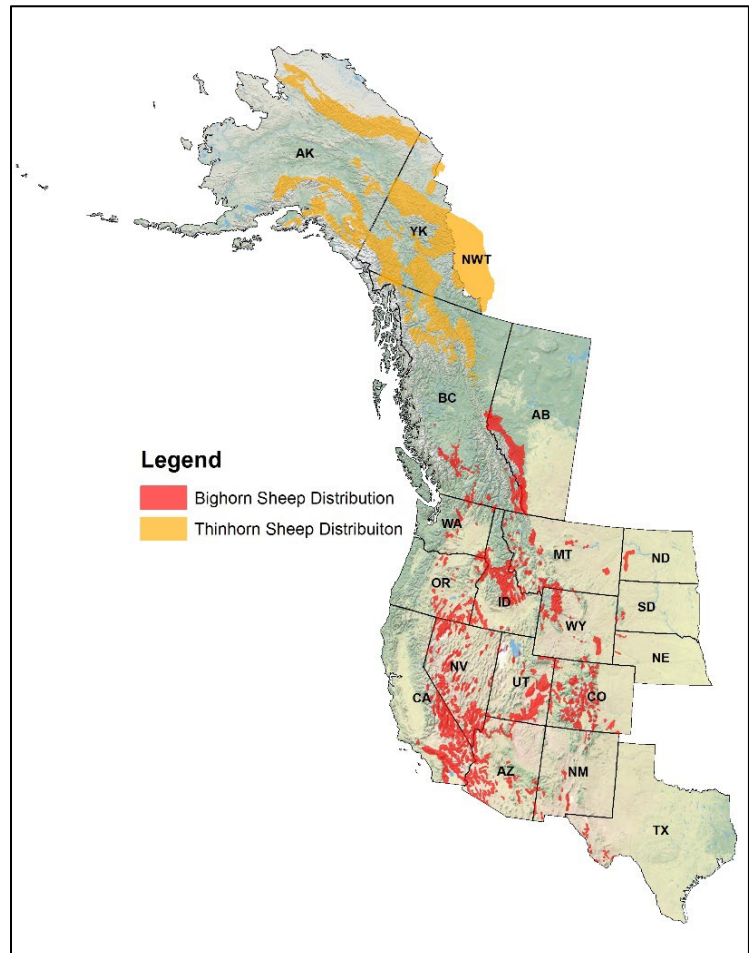 AK
YK
NWT
BC
AB
Legend
Bighorn Sheep Distribution
Thinhorn Sheep Distribuiton
WA
MT
ND
OR
ID
SD
WY
NE
NV
UT
CO
CA
AZ
NM
TX